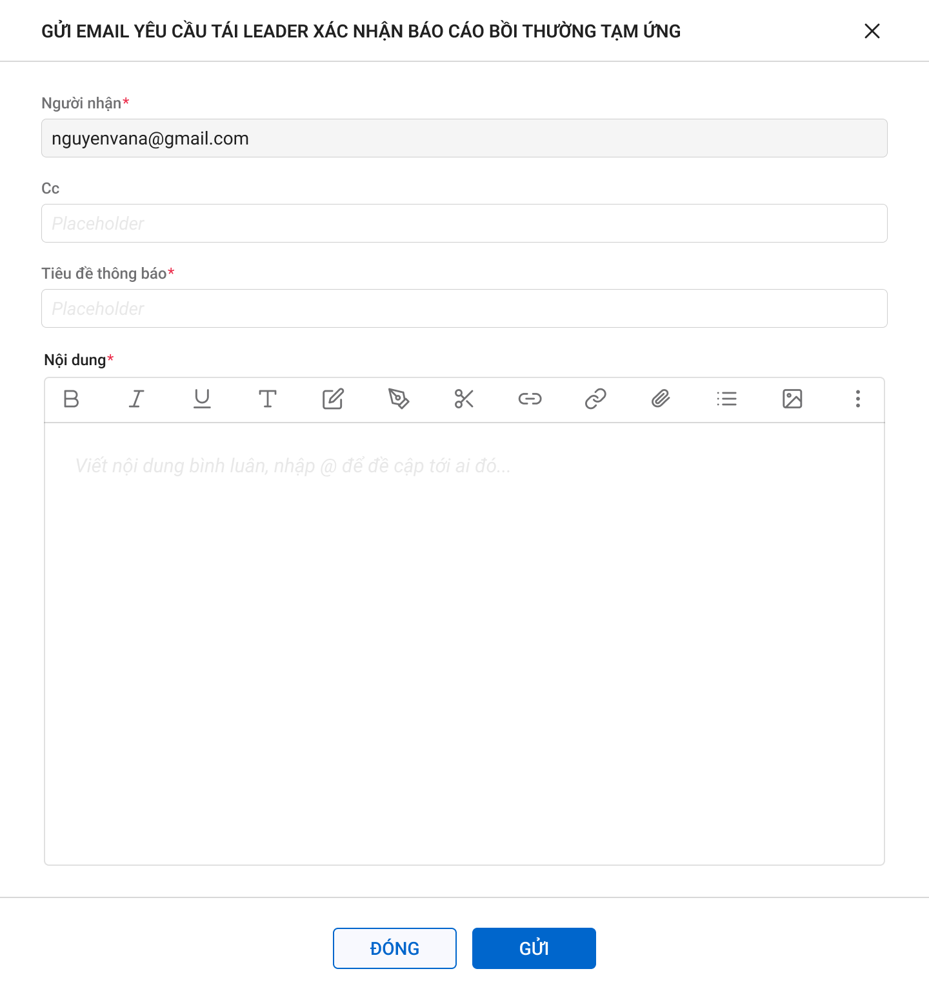 GỬI EMAIL YÊU CẦU TÁI LEADER XÁC NHẬN BÁO CÁO BỒI THƯỜNG TẠM ỨNG
Người nhận*
nguyenvana@gmail.com
Cc
Placeholder
Tiêu đề thông báo*
Placeholder
Nội dung*
Viết nội dung bình luân, nhập @ để đề cập tới ai đó...
ĐÓNG
GỬI